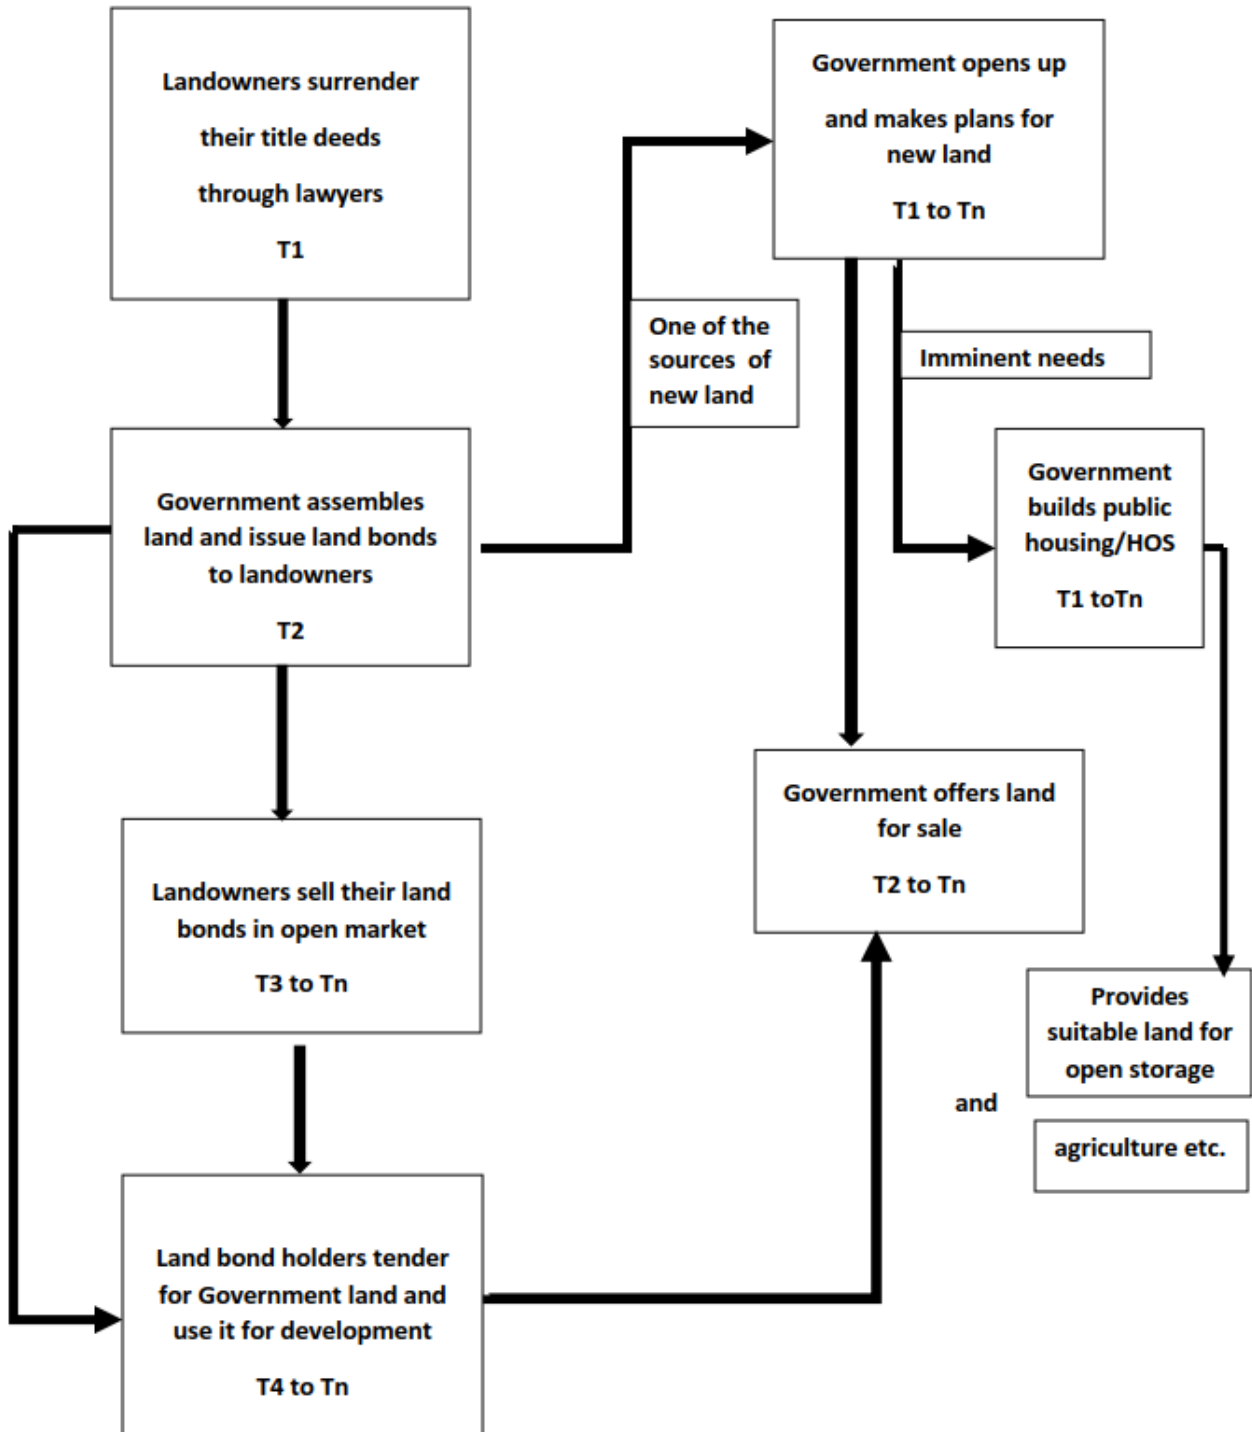 Landowners surrender
their title deeds
through lawyers
T1
Government opens up
and makes plans for
new land
T1 to Tn
One of the
sources of
new land
Imminent needs
Government assembles
land and issue land bonds
to landowners
T2
Government
builds public
housing/HOS
T1 toTn
Landowners sell their land
bonds in open market
T3 to Tn
Government offers land
for sale
T2 to Tn
Provides
suitable land for
open storage
and
agriculture etc.
Land bond holders tender
for Government land and
use it for development
T4 to Tn